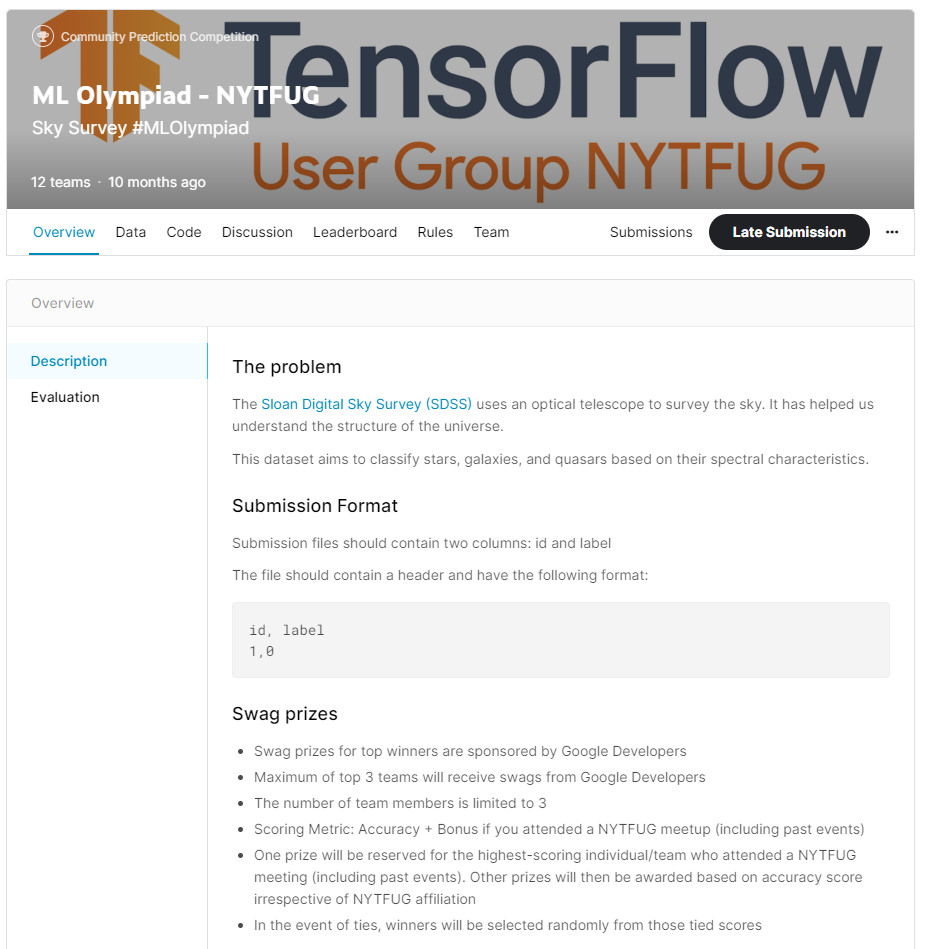 Community Prediction Competition
TensorFlow
ML Olympiad - NYTFUG
Sky Survey #MLOlympiad
User Group NYTFUG
12 teams · 10 months ago
Overview Data Code Discussion Leaderboard Rules Team Submissions Late Submission ···
Overview
Description
Evaluation
The problem
The Sloan Digital Sky Survey (SDSS) uses an optical telescope to survey the sky. It has helped us
understand the structure of the universe.
This dataset aims to classify stars, galaxies, and quasars based on their spectral characteristics.
Submission Format
Submission files should contain two columns: id and label
The file should contain a header and have the following format:
id, label
1,0
Swag prizes
• Swag prizes for top winners are sponsored by Google Developers
• Maximum of top 3 teams will receive swags from Google Developers
• The number of team members is limited to 3
• Scoring Metric: Accuracy + Bonus if you attended a NYTFUG meetup (including past events)
• One prize will be reserved for the highest-scoring individual/team who attended a NYTFUG
meeting (including past events). Other prizes will then be awarded based on accuracy score
irrespective of NYTFUG affiliation
• In the event of ties, winners will be selected randomly from those tied scores